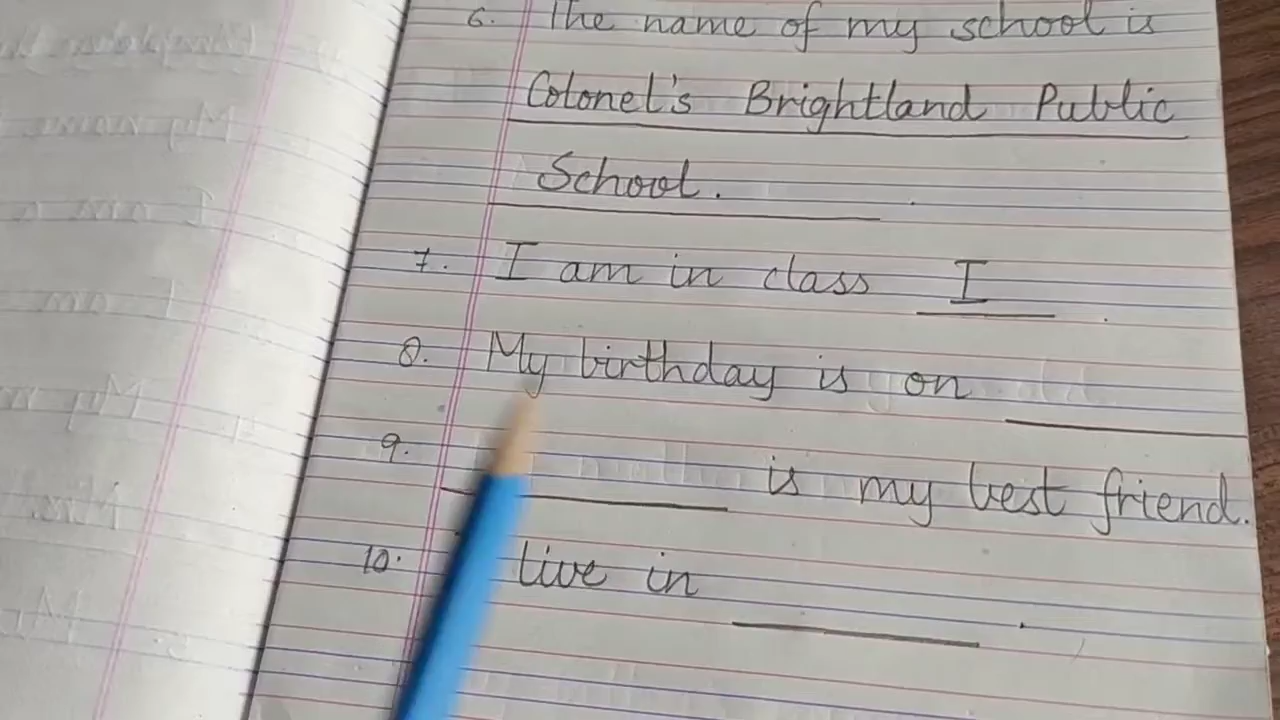 6. The name of my school is
Colonel's Brightland Public
School.
7. I am in class I.
8. My birthday is on
9. is my best friend.
10. live in .